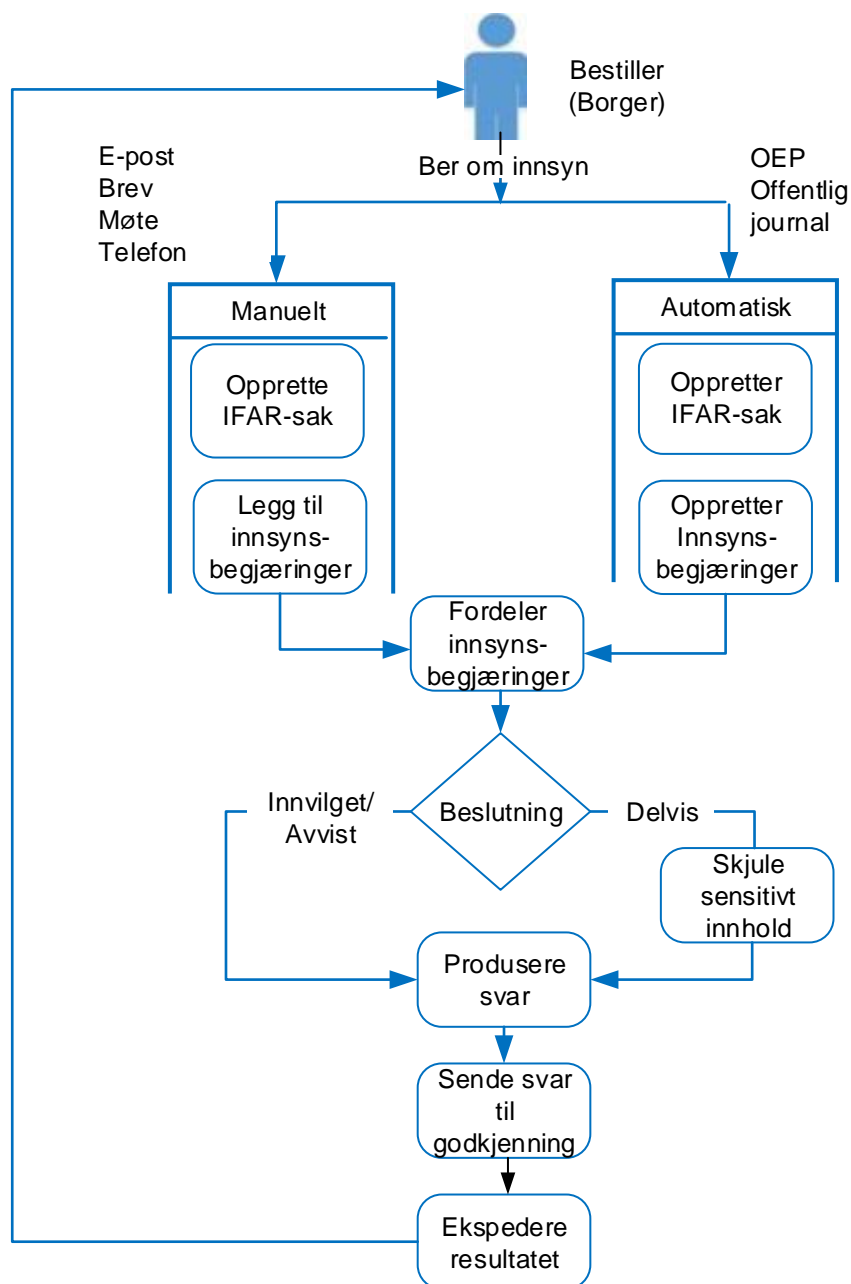 Bestiller
(Borger)
Ber om innsyn
E-post
Brev
Møte
Telefon
OEP
Offentlig
journal
Manuelt
Opprette
IFAR-sak
Legg til
innsyns-
begjæringer
Automatisk
Oppretter
IFAR-sak
Oppretter
Innsyns-
begjæringer
Fordeler
innsyns-
begjæringer
Beslutning
Innvilget/
Avvist
Delvis
Skjule
sensitivt
innhold
Produsere
svar
Sende svar
til
godkjenning
Ekspedere
resultatet